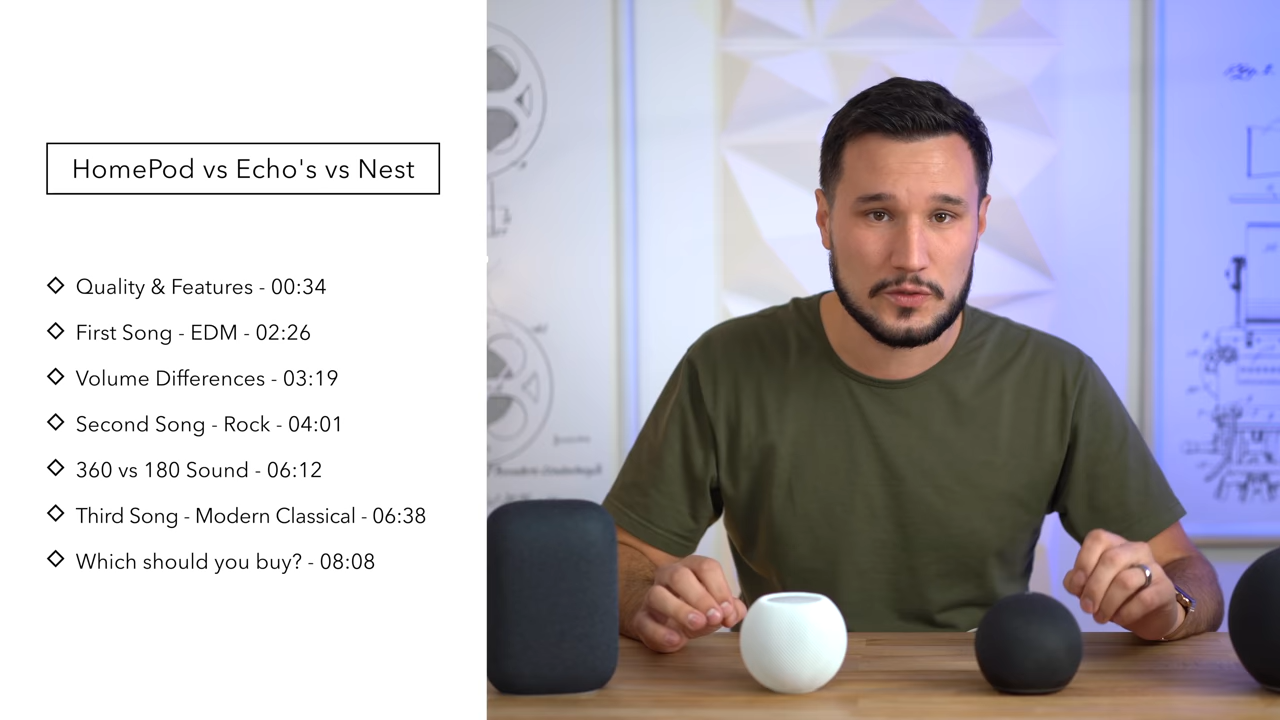 HomePod vs Echo's vs Nest
Quality & Features - 00:34
First Song - EDM - 02:26
Volume Differences - 03:19
Second Song - Rock - 04:01
360 vs 180 Sound - 06:12
Third Song - Modern Classical - 06:38
Which should you buy? - 08:08